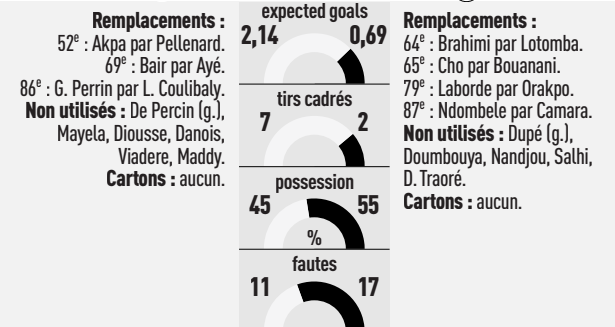 Remplacements :
52e : Akpa par Pellenard.
69e : Bair par Ayé.
86e : G. Perrin par L. Coulibaly.
Non utilisés : De Percin (g.),
Mayela, Diousse, Danois,
Viadere, Maddy.
Cartons : aucun.
expected goals
2,14 0,69
tirs cadrés
7 2
possession
45 55
%
fautes
11 17
Remplacements :
64e : Brahimi par Lotomba.
65e : Cho par Bouanani.
79e : Laborde par Orakpo.
87e : Ndombele par Camara.
Non utilisés : Dupé (g.),
Doumbouya, Nandjou, Salhi,
D. Traoré.
Cartons : aucun.